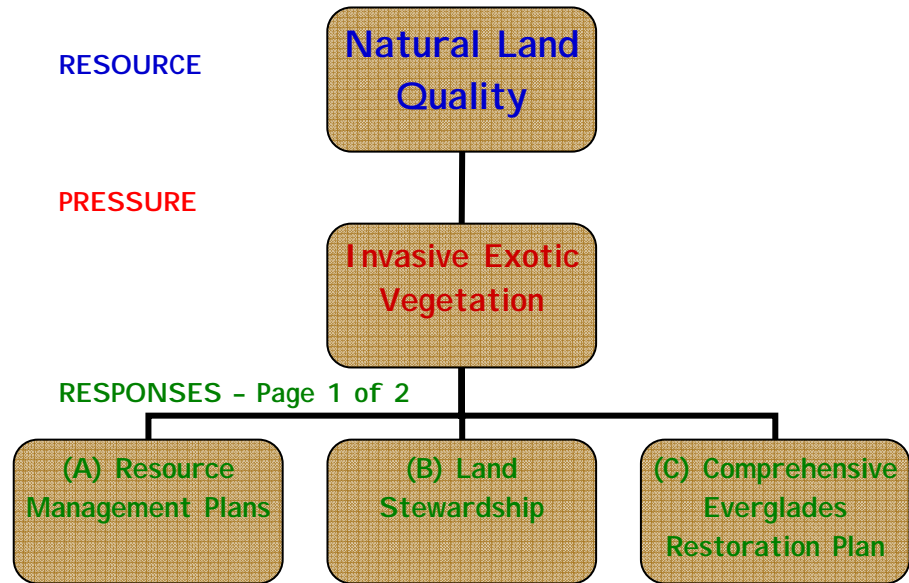 RESOURCE
Natural Land
Quality
PRESSURE
Invasive Exotic
Vegetation
RESPONSES – Page 1 of 2
(A) Resource
Management Plans
(B) Land
Stewardship
(C) Comprehensive
Everglades
Restoration Plan